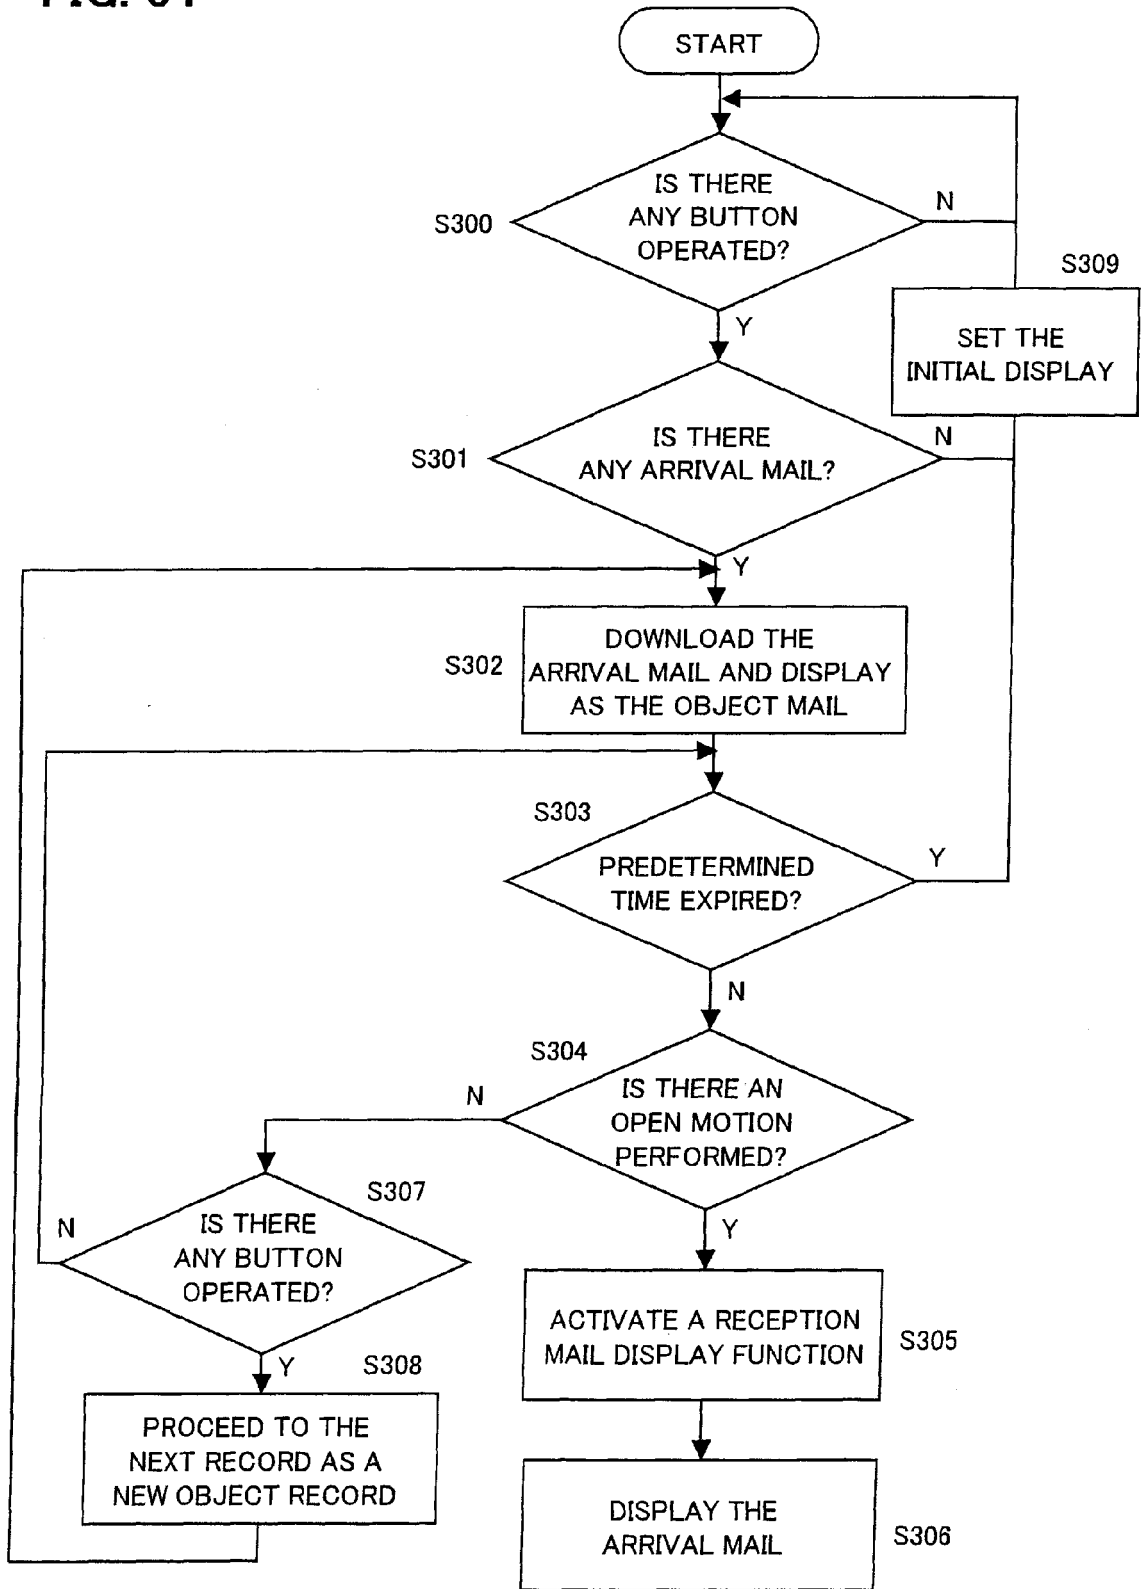 START
IS THERE
ANY BUTTON
OPERATED?
S300
N
Y
S309
SET THE
INITIAL DISPLAY
IS THERE
ANY ARRIVAL MAIL?
S301
N
Y
DOWNLOAD THE
ARRIVAL MAIL AND DISPLAY
AS THE OBJECT MAIL
S302
S303
PREDETERMINED
TIME EXPIRED?
Y
N
S304
IS THERE AN
OPEN MOTION
PERFORMED?
N
Y
S307
IS THERE
ANY BUTTON
OPERATED?
N
Y
S308
PROCEED TO THE
NEXT RECORD AS A
NEW OBJECT RECORD
ACTIVATE A RECEPTION
MAIL DISPLAY FUNCTION
S305
DISPLAY THE
ARRIVAL MAIL
S306